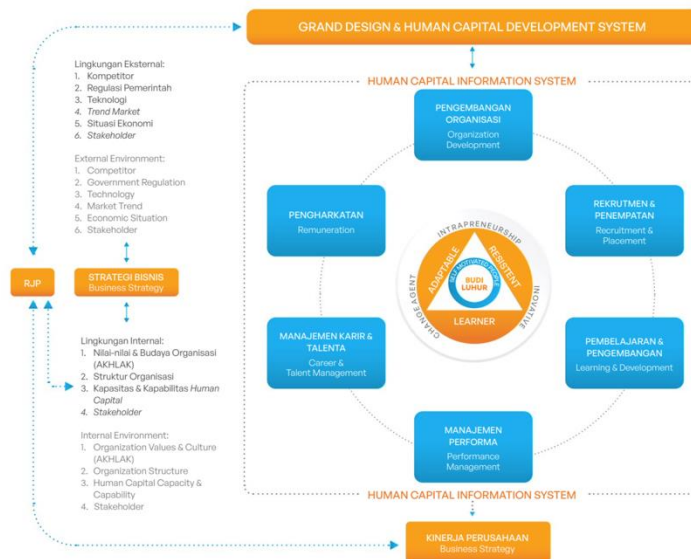 GRAND DESIGN & HUMAN CAPITAL DEVELOPMENT SYSTEM
Lingkungan Eksternal:
1. Kompetitor
2. Regulasi Pemerintah
3. Teknologi
4. Trend Market
5. Situasi Ekonomi
6. Stakeholder
External Environment:
1. Competitor
2. Government Regulation
3. Technology
4. Market Trend
5. Economic Situation
6. Stakeholder
RJP
STRATEGI BISNIS
Business Strategy
Lingkungan Internal:
1. Nilai-nilai & Budaya Organisasi
(AKHLAK)
2. Struktur Organisasi
3. Kapasitas & Kapabilitas Human
Capital
4. Stakeholder
Internal Environment:
1. Organization Values & Culture
(AKHLAK)
2. Organization Structure
3. Human Capital Capacity &
Capability
4. Stakeholder
HUMAN CAPITAL INFORMATION SYSTEM
PENGEMBANGAN
ORGANISASI
Organization
Development
PENGHARKATAN
Remuneration
REKRUTMEN &
PENEMPATAN
Recruitment &
Placement
INTRAPRENEURSHIP
CHANGE AGENT
INOVATIVE
ADAPTABLE
RESISTENT
SELF MOTIVATED PEOPLE
BUDI
LUHUR
LEARNER
MANAJEMEN KARIR &
TALENTA
Career &
Talent Management
PEMBELAJARAN &
PENGEMBANGAN
Learning & Development
MANAJEMEN
PERFORMA
Performance
Management
HUMAN CAPITAL INFORMATION SYSTEM
KINERJA PERUSAHAAN
Business Strategy